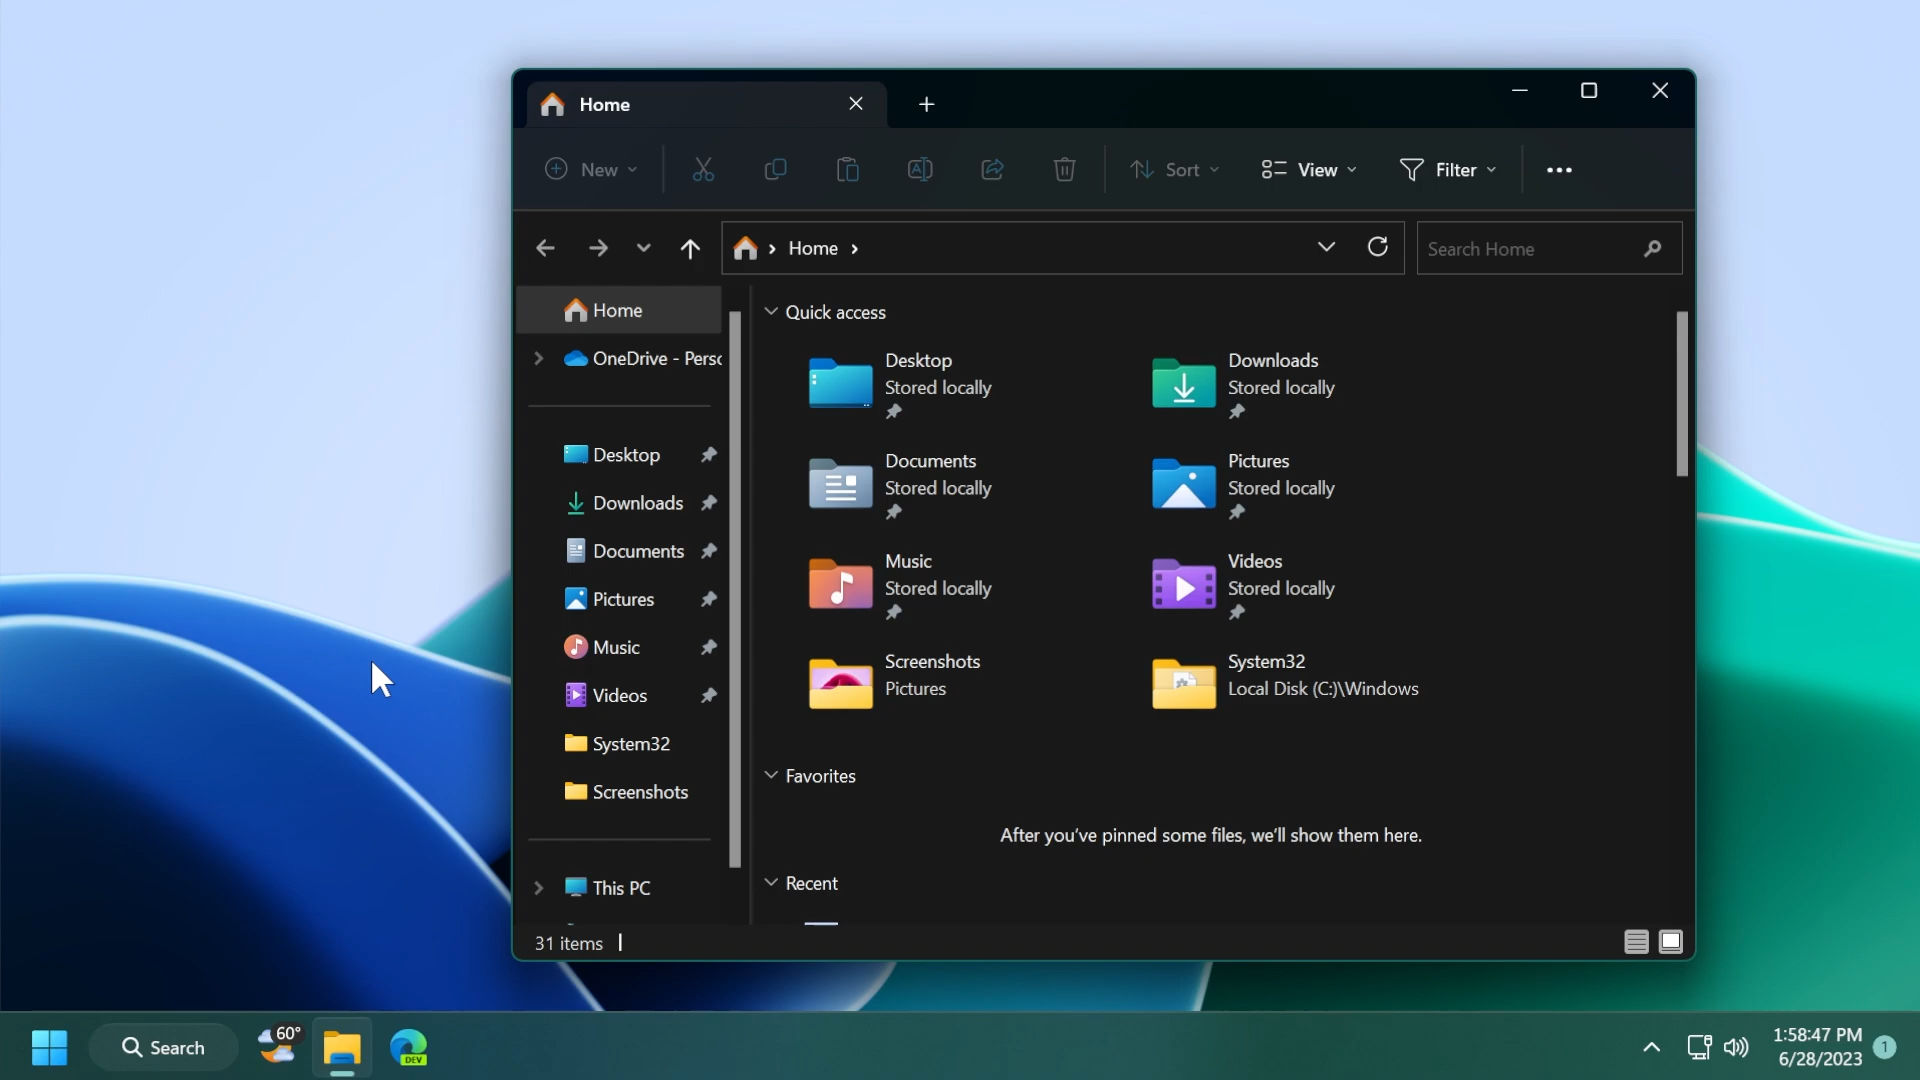 Home
New
Sort
View
Filter
Home
Search Home
Home
OneDrive - Perso
Desktop
Downloads
Documents
Pictures
Music
Videos
System32
Screenshots
This PC
Quick access
Desktop
Stored locally
Downloads
Stored locally
Documents
Stored locally
Pictures
Stored locally
Music
Stored locally
Videos
Stored locally
Screenshots
Pictures
System32
Local Disk (C:)\Windows
Favorites
After you've pinned some files, we'll show them here.
Recent
31 items
Search
60°
DEV
1:58:47 PM
6/28/2023
1